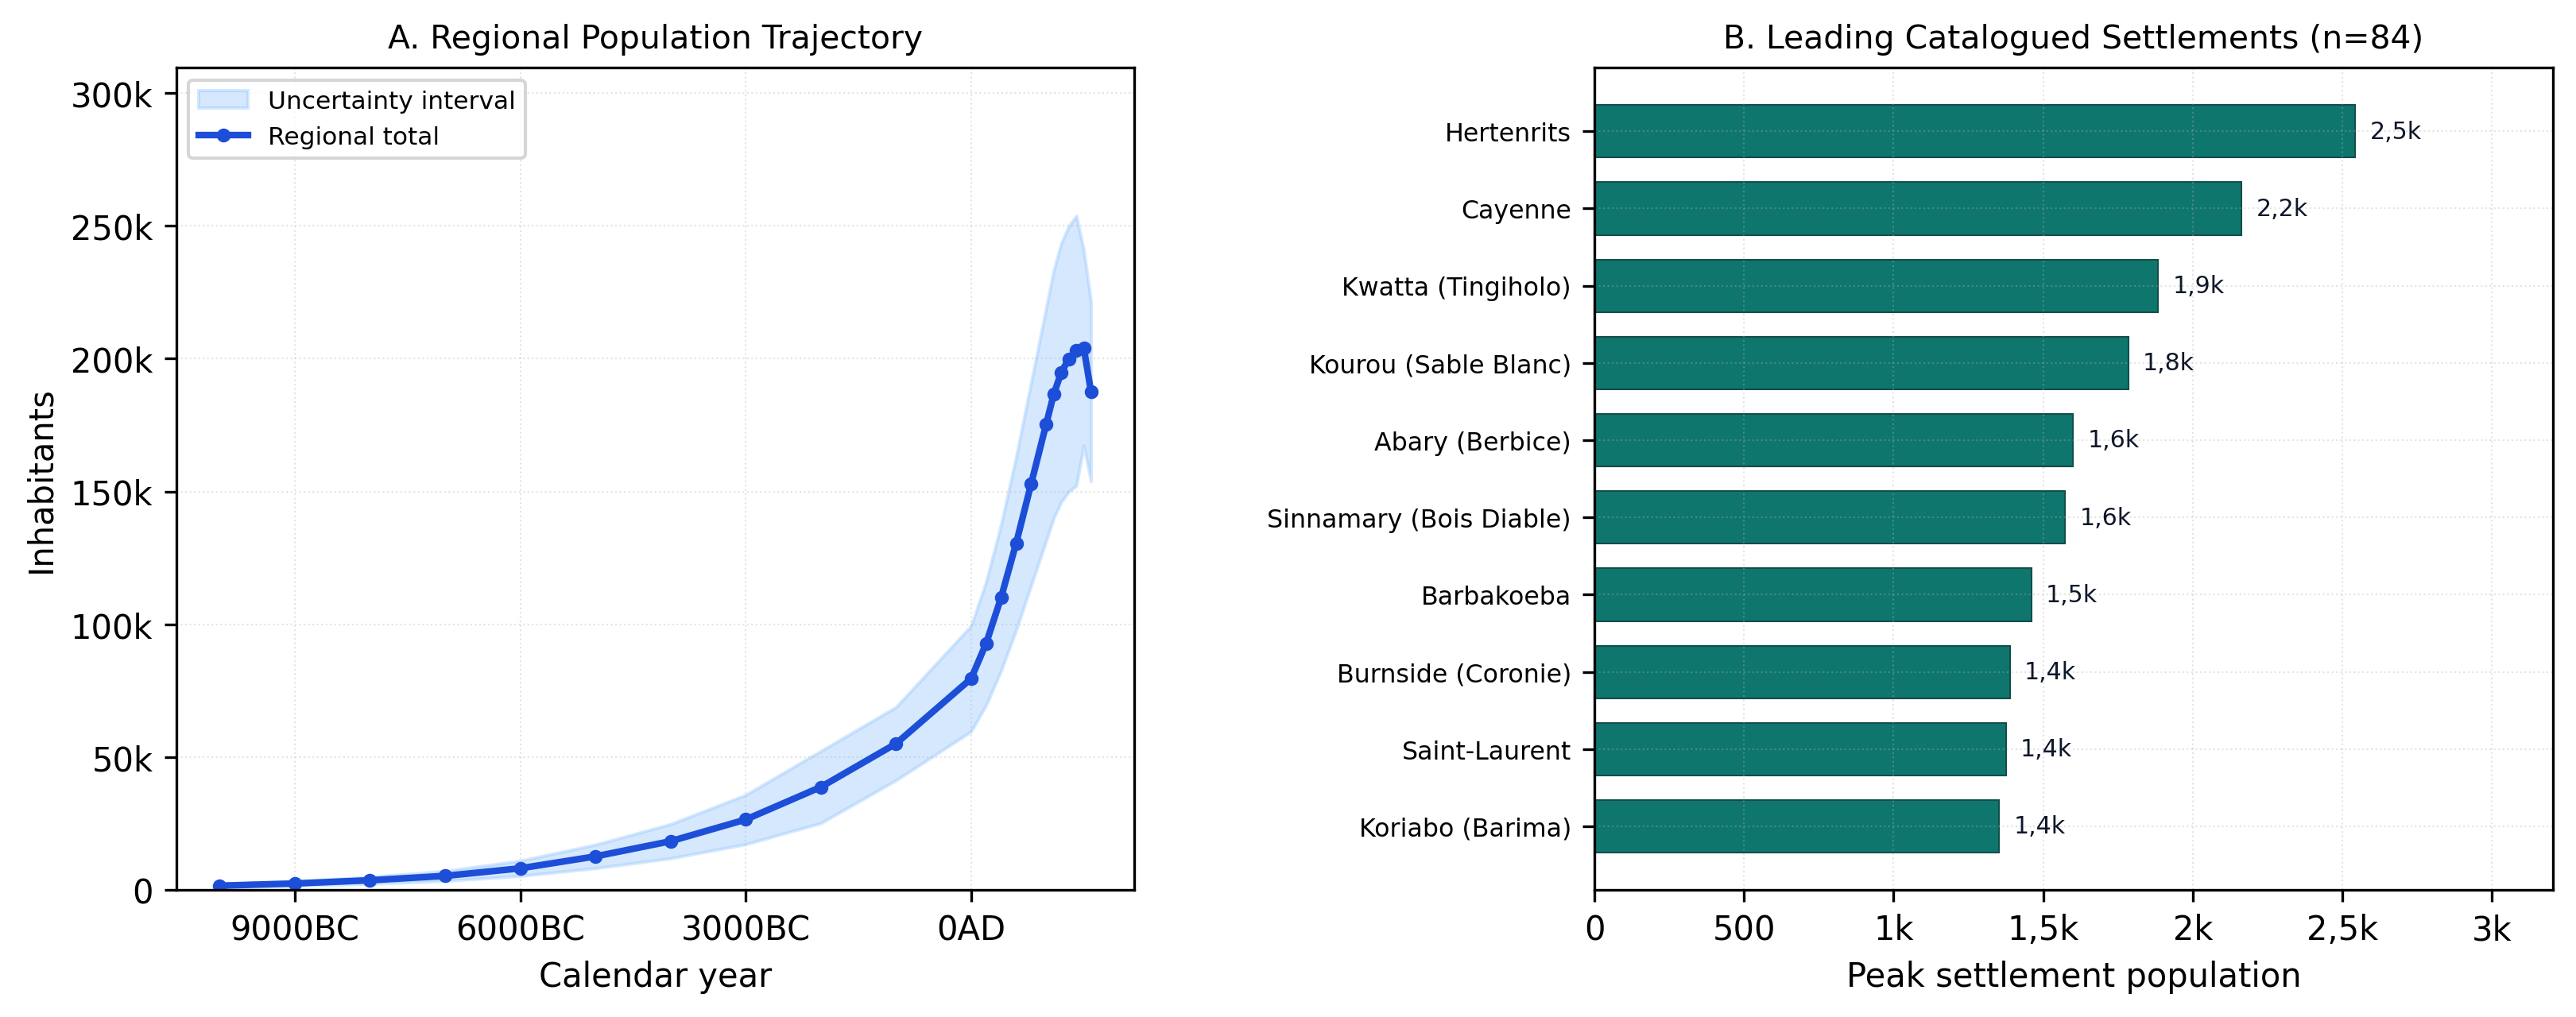 A. Regional Population Trajectory
300k
250k
200k
150k
100k
50k
0
Inhabitants
Uncertainty interval
Regional total
9000BC 6000BC 3000BC 0AD
Calendar year
B. Leading Catalogued Settlements (n=84)
Hertenrits 2,5k
Cayenne 2,2k
Kwatta (Tingiholo) 1,9k
Kourou (Sable Blanc) 1,8k
Abary (Berbice) 1,6k
Sinnamary (Bois Diable) 1,6k
Barbakoeba 1,5k
Burnside (Coronie) 1,4k
Saint-Laurent 1,4k
Koriabo (Barima) 1,4k
0 500 1k 1,5k 2k 2,5k 3k
Peak settlement population